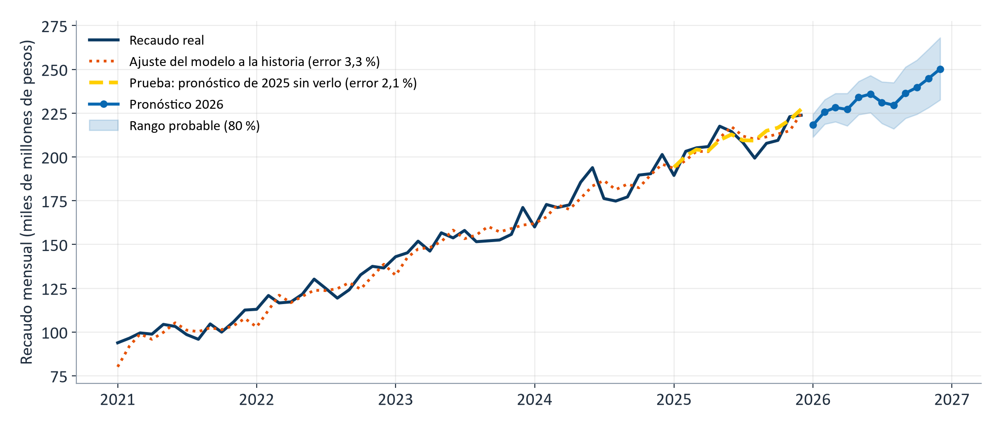 Recaudo mensual (miles de millones de pesos)
275
250
225
200
175
150
125
100
75
Recaudo real
Ajuste del modelo a la historia (error 3,3 %)
Prueba: pronóstico de 2025 sin verlo (error 2,1 %)
Pronóstico 2026
Rango probable (80 %)
2021 2022 2023 2024 2025 2026 2027